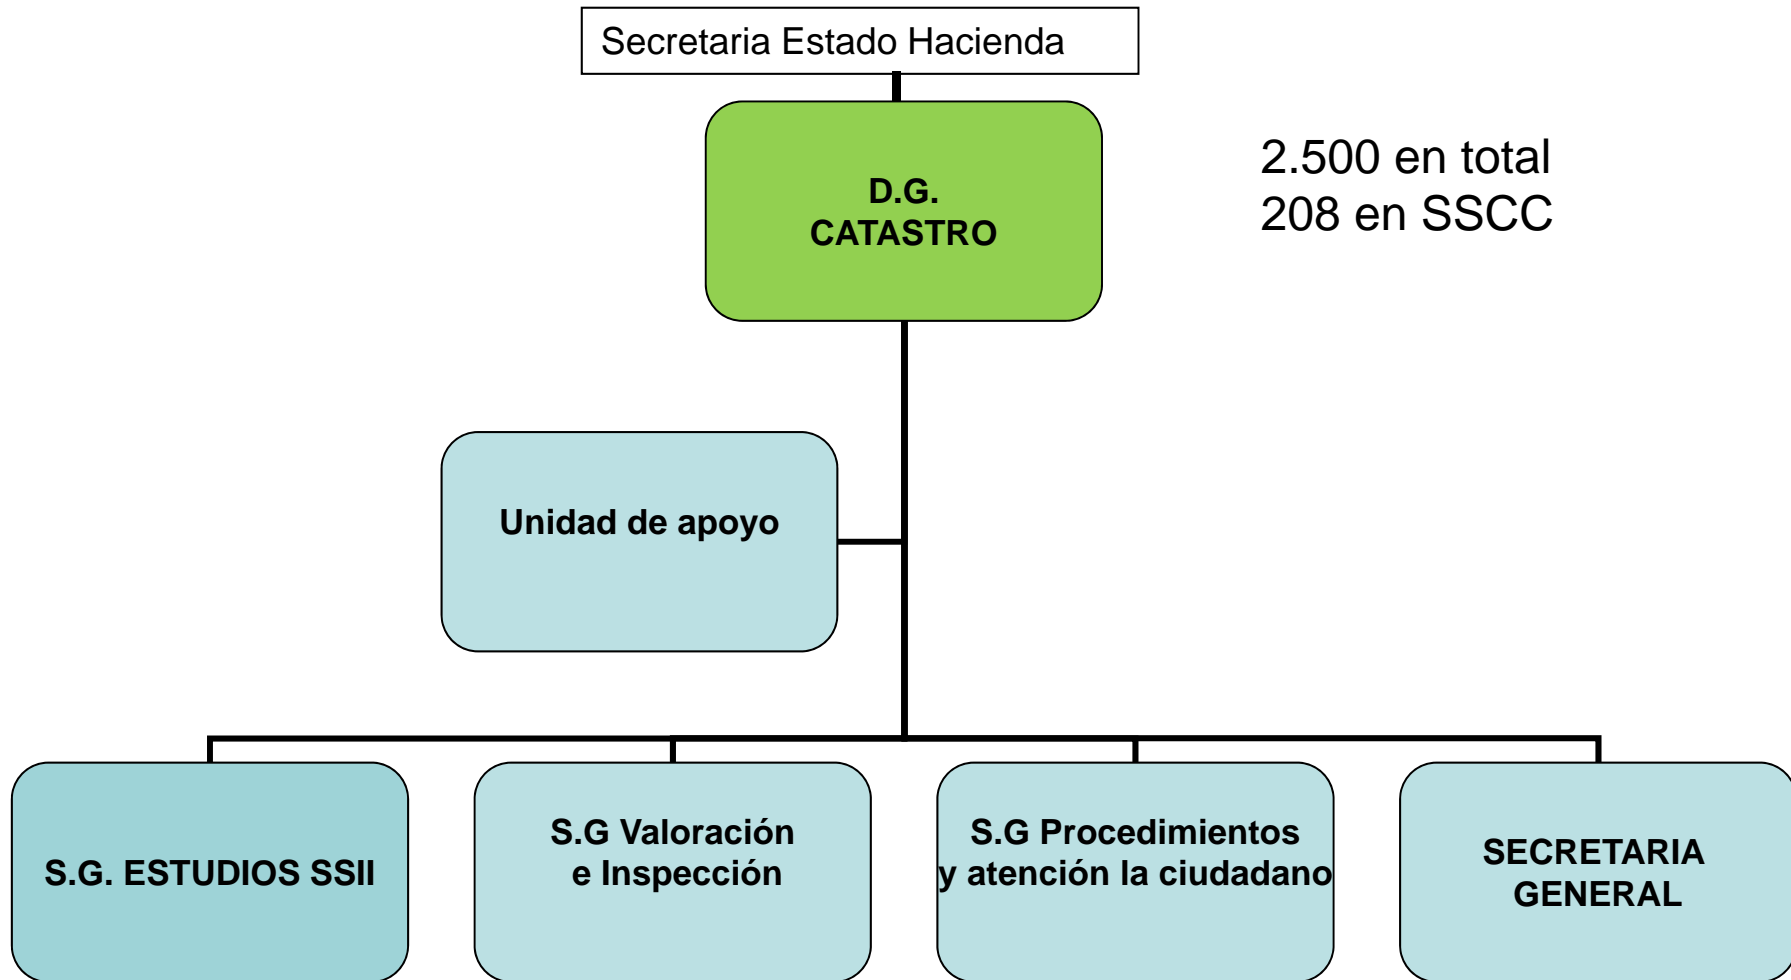 Secretaria Estado Hacienda
D.G.
CATASTRO
2.500 en total
208 en SSCC
Unidad de apoyo
S.G. ESTUDIOS SSII
S.G Valoración
e Inspección
S.G Procedimientos
y atención la ciudadano
SECRETARIA
GENERAL